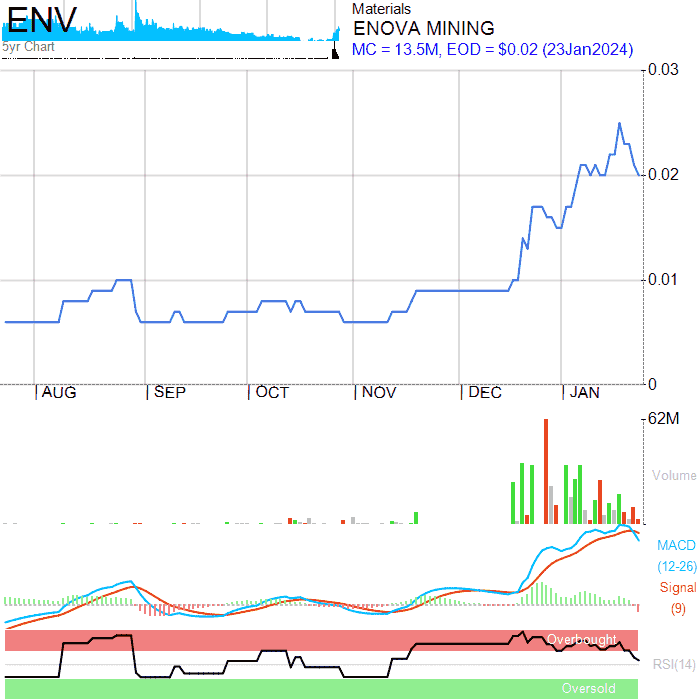 ENV
Materials
ENOVA MINING
5yr Chart
MC = 13.5M, EOD = $0.02 (23Jan2024)
0.03
0.02
0.01
0
AUG SEP OCT NOV DEC JAN
62M
Volume
MACD
(12-26)
Signal
(9)
Overbought
RSI(14)
Oversold